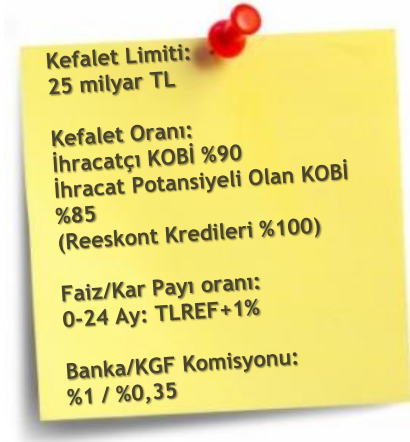 Kefalet Limiti:
25 milyar TL
Kefalet Oranı:
İhracatçı KOBİ %90
İhracat Potansiyeli Olan KOBİ
%85
(Reeskont Kredileri %100)
Faiz/Kar Payı oranı:
0-24 Ay: TLREF+1%
Banka/KGF Komisyonu:
%1 / %0,35